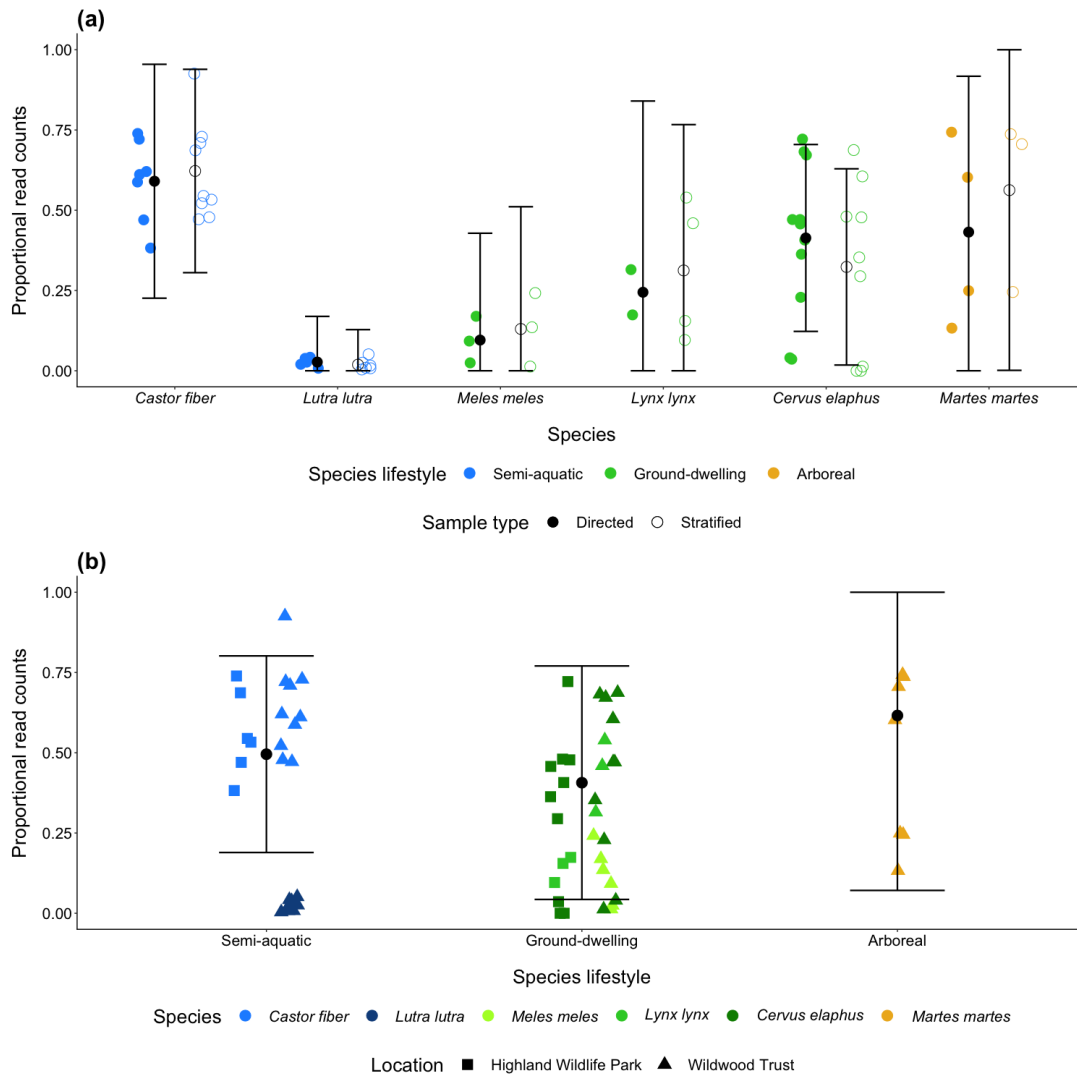 (a)
1.00
0.75
0.50
0.25
0.00
Proportional read counts
Castor fiber Lutra lutra Meles meles Lynx lynx Cervus elaphus Martes martes
Species
Species lifestyle Semi-aquatic Ground-dwelling Arboreal
Sample type Directed Stratified
(b)
1.00
0.75
0.50
0.25
0.00
Proportional read counts
Semi-aquatic Ground-dwelling Arboreal
Species lifestyle
Species Castor fiber Lutra lutra Meles meles Lynx lynx Cervus elaphus Martes martes
Location Highland Wildlife Park Wildwood Trust